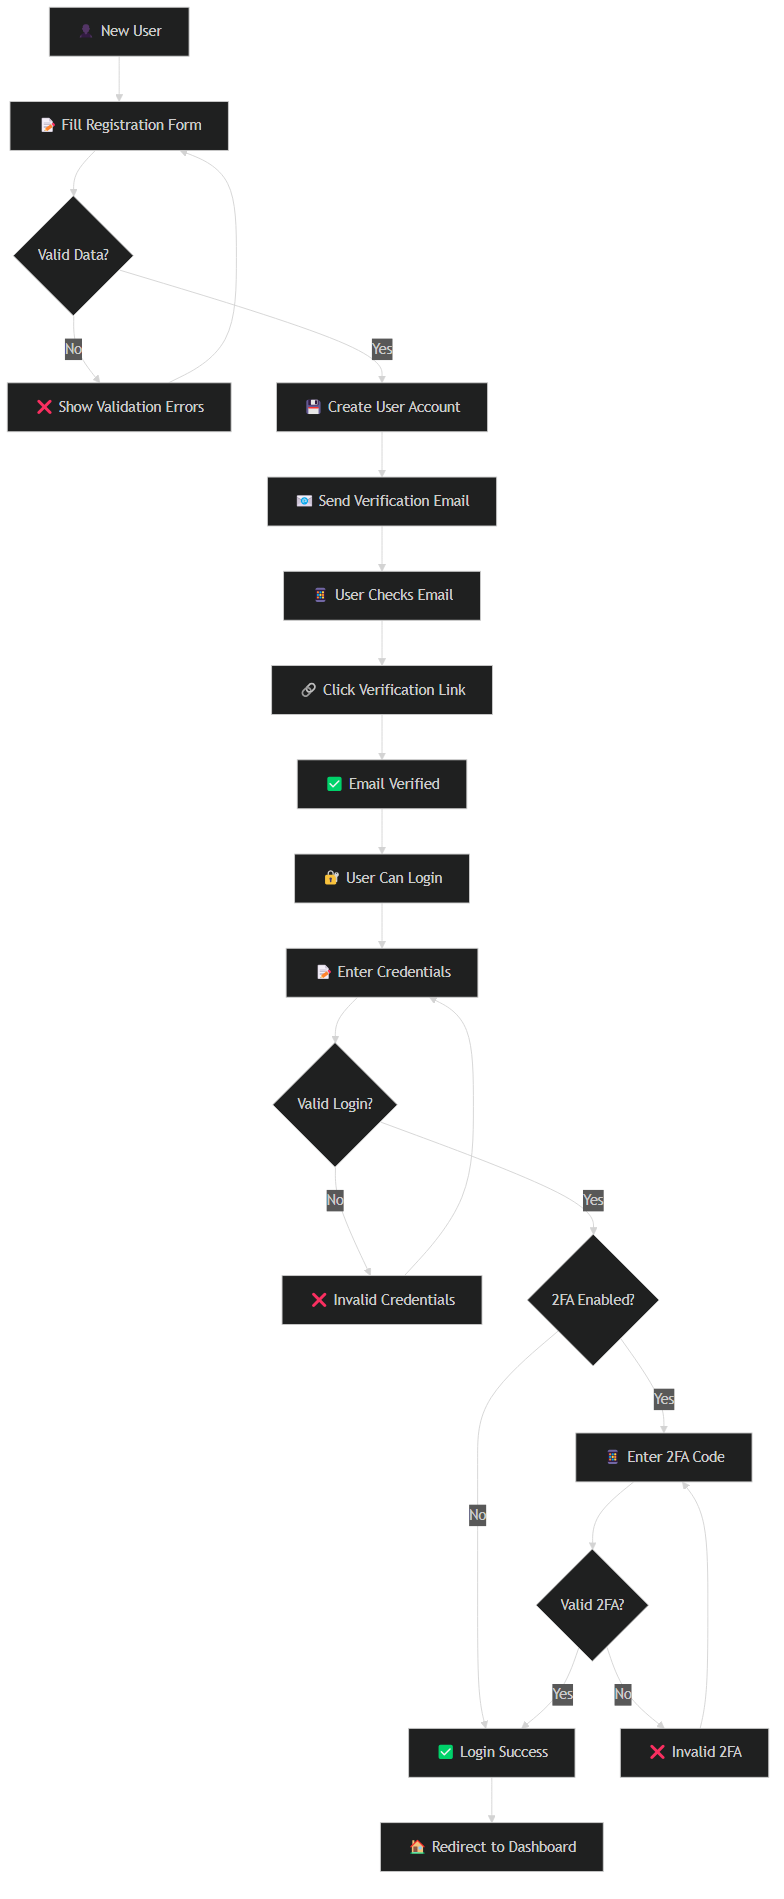 New User
Fill Registration Form
Valid Data?
No
Yes
Show Validation Errors
Create User Account
Send Verification Email
User Checks Email
Click Verification Link
Email Verified
User Can Login
Enter Credentials
Valid Login?
No
Yes
Invalid Credentials
2FA Enabled?
Yes
Enter 2FA Code
No
Valid 2FA?
Yes
No
Login Success
Invalid 2FA
Redirect to Dashboard